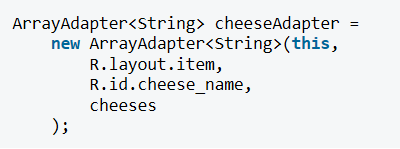 ArrayAdapter<String> cheeseAdapter =
    new ArrayAdapter<String>(this,
        R.layout.item,
        R.id.cheese_name,
        cheeses
    );